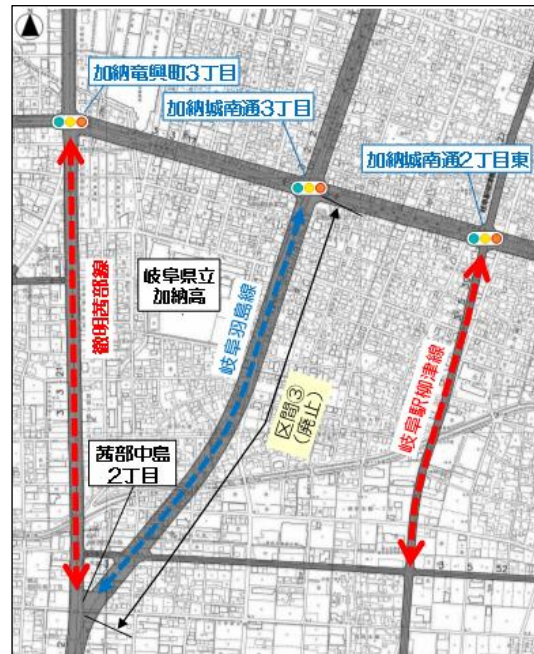 加納竜興町3丁目
加納城南通3丁目
加納城南通2丁目東
岐阜県立
加納高
徹明茜部線
岐阜羽島線
岐阜駅柳津線
区間③
(廃止)
茜部中島
2丁目